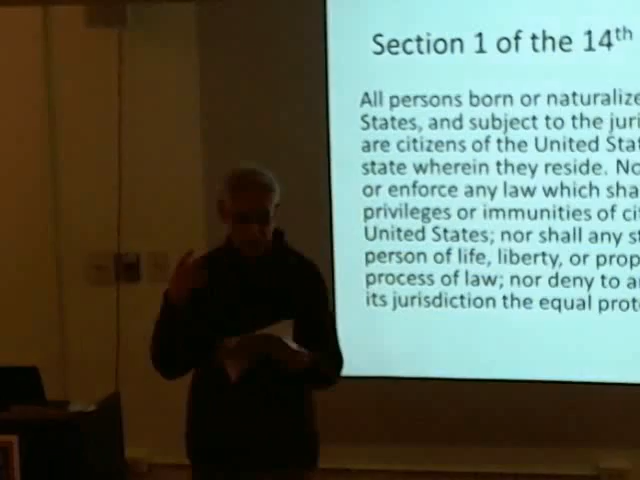 Section 1 of the 14th
All persons born or naturalize
States, and subject to the juri
are citizens of the United Stat
state wherein they reside. No
or enforce any law which sha
privileges or immunities of cit
United States; nor shall any st
person of life, liberty, or prop
process of law; nor deny to a
its jurisdiction the equal prot